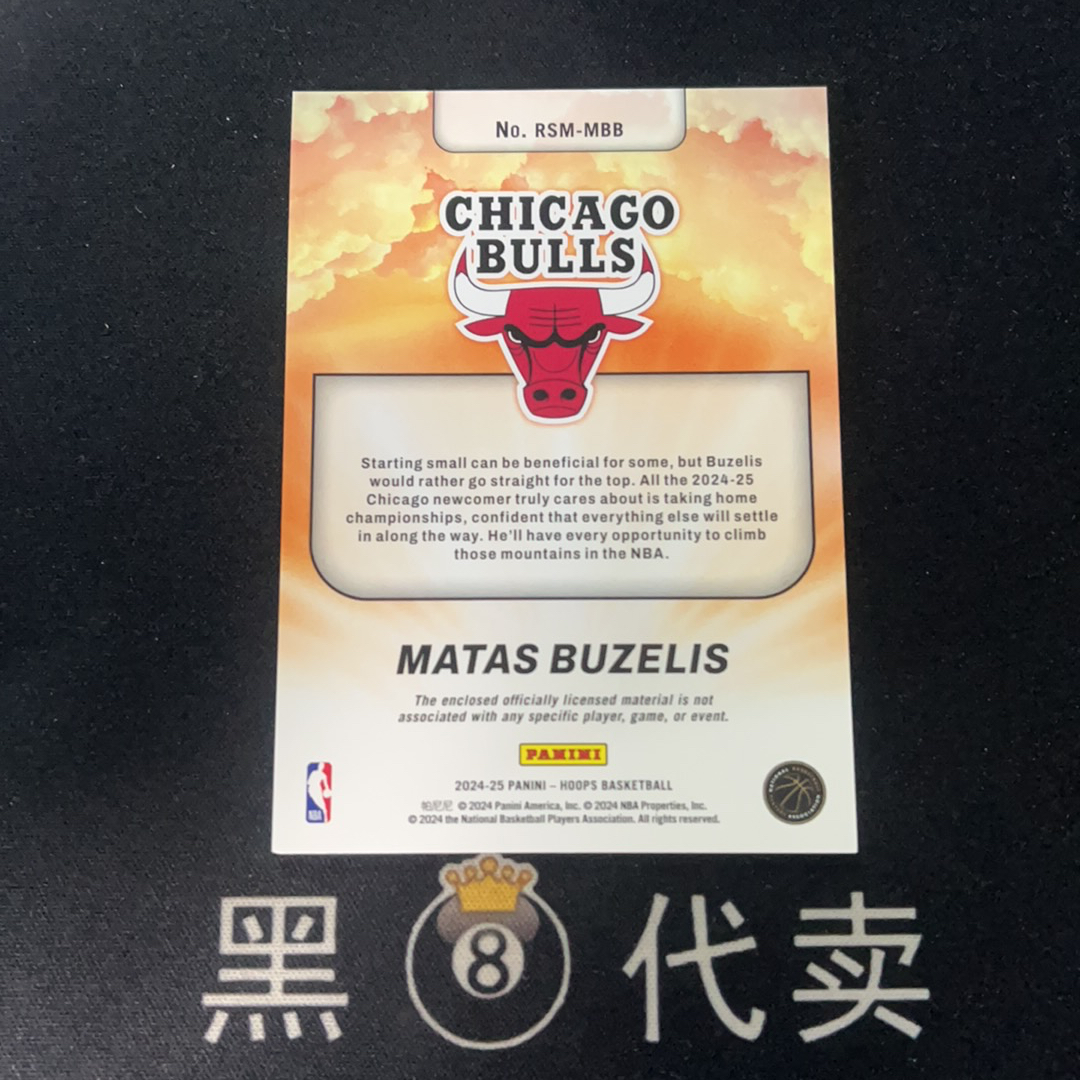 No. RSM-MBB
CHICAGO
BULLS
Starting small can be beneficial for some, but Buzelis
would rather go straight for the top. All the 2024-25
Chicago newcomer truly cares about is taking home
championships, confident that everything else will settle
in along the way. He'll have every opportunity to climb
those mountains in the NBA.
MATAS BUZELIS
The enclosed officially licensed material is not
associated with any specific player, game, or event.
PANINI
2024-25 PANINI – HOOPS BASKETBALL
帕尼尼 © 2024 Panini America, Inc. © 2024 NBA Properties, Inc.
© 2024 the National Basketball Players Association. All rights reserved.
NBA
NATIONAL BASKETBALL
PLAYERS ASSOCIATION
黑8代卖